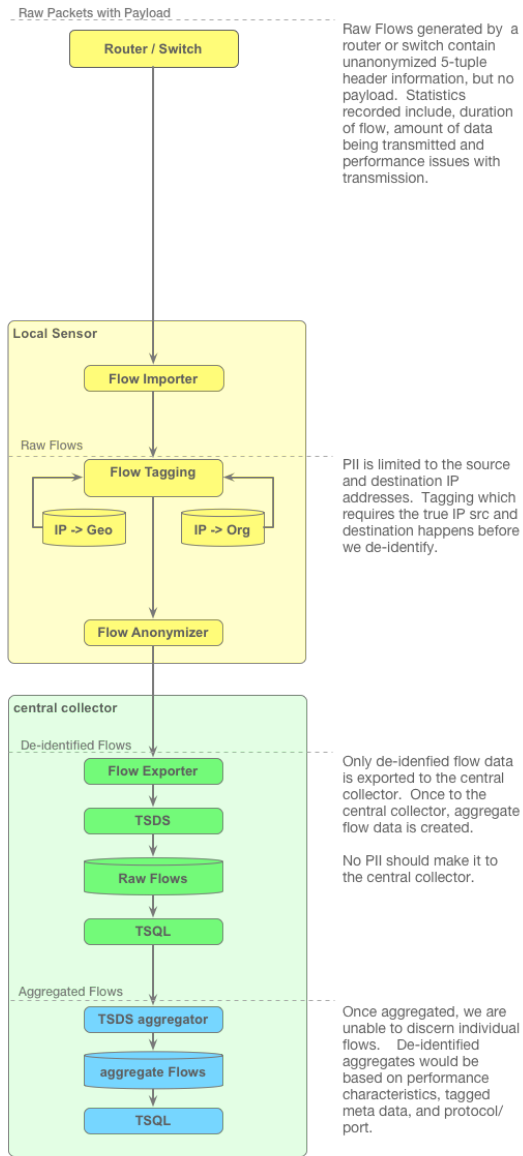 Raw Packets with Payload
Router / Switch
Raw Flows generated by a
router or switch contain
unanonymized 5-tuple
header information, but no
payload. Statistics
recorded include, duration
of flow, amount of data
being transmitted and
performance issues with
transmission.
Local Sensor
Flow Importer
Raw Flows
Flow Tagging
IP -> Geo
IP -> Org
PII is limited to the source
and destination IP
addresses. Tagging which
requires the true IP src and
destination happens before
we de-identify.
Flow Anonymizer
central collector
De-identified Flows
Flow Exporter
TSDS
Raw Flows
TSQL
Only de-idenfied flow data
is exported to the central
collector. Once to the
central collector, aggregate
flow data is created.
No PII should make it to
the central collector.
Aggregated Flows
TSDS aggregator
aggregate Flows
TSQL
Once aggregated, we are
unable to discern individual
flows. De-identified
aggregates would be
based on performance
characteristics, tagged
meta data, and protocol/
port.